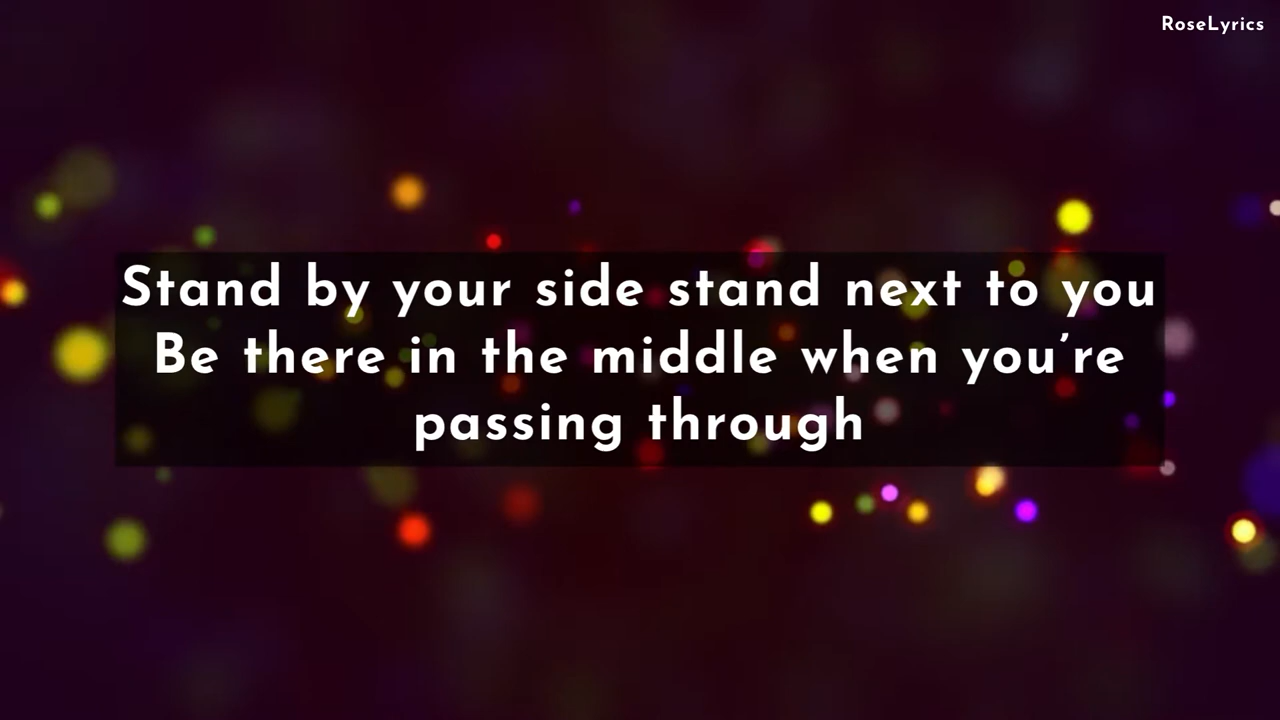 RoseLyrics
Stand by your side stand next to you
Be there in the middle when you’re
passing through